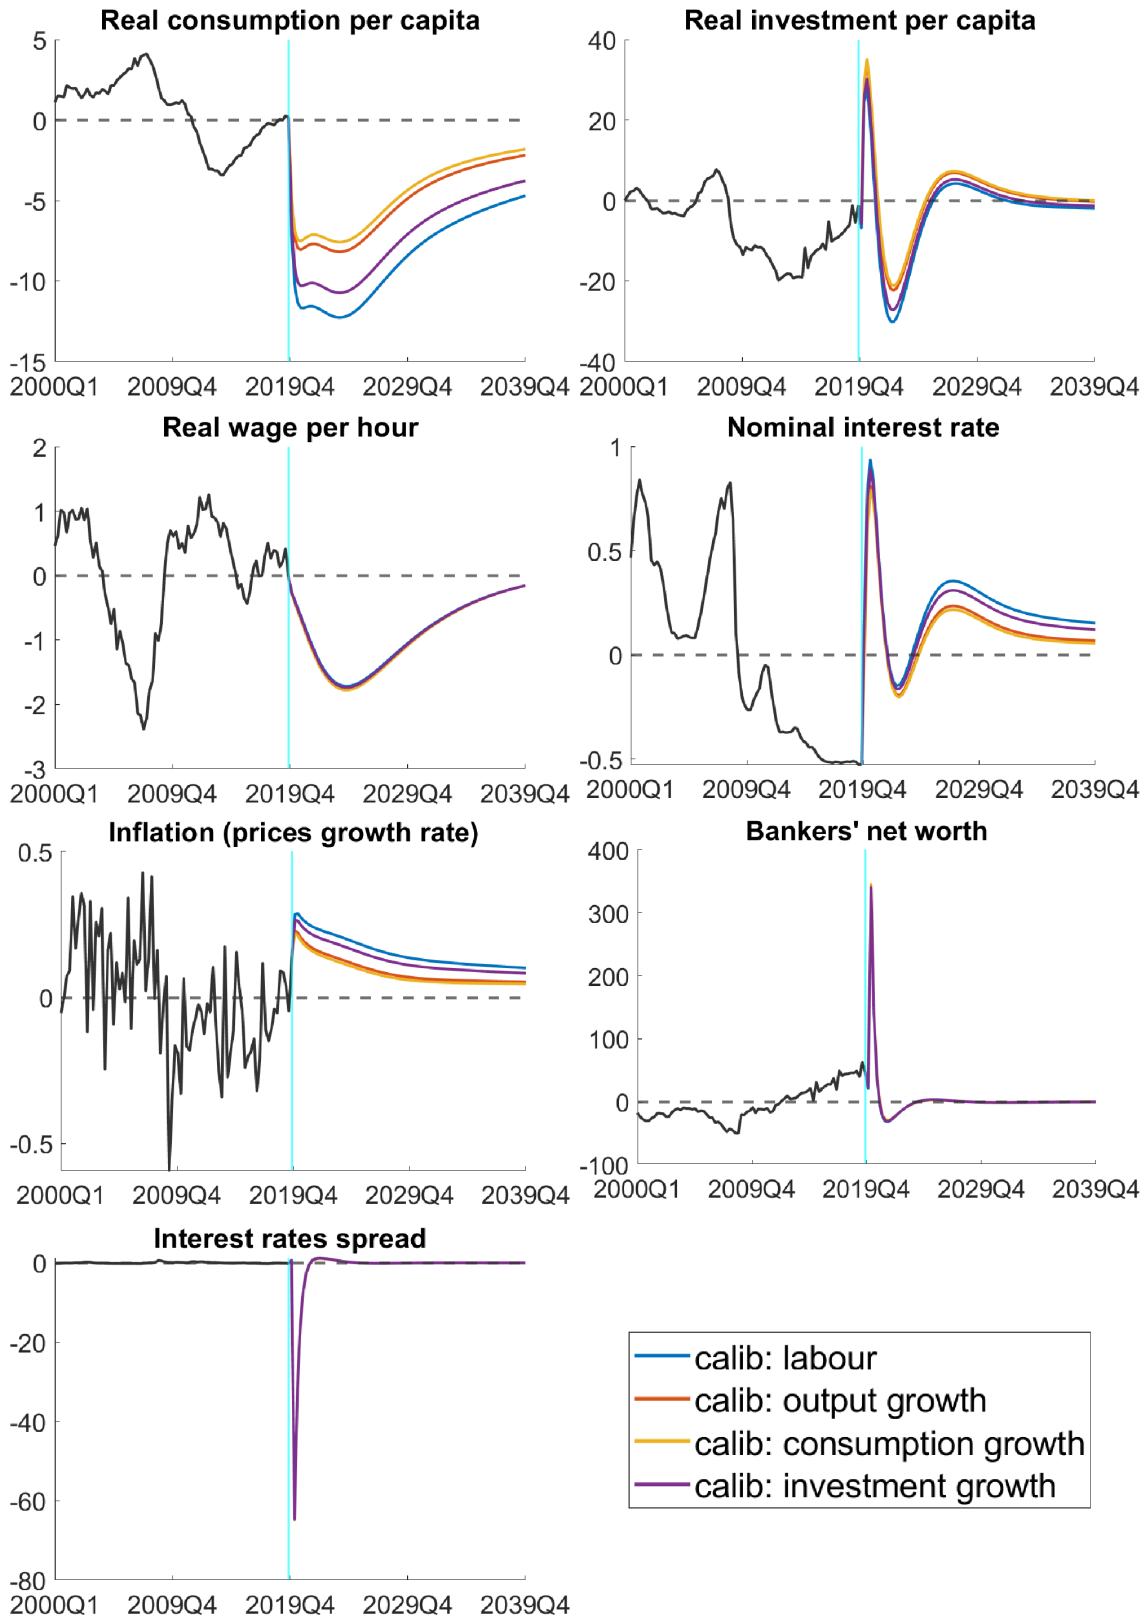 Real consumption per capita
5
0
-5
-10
-15
2000Q1 2009Q4 2019Q4 2029Q4 2039Q4
Real investment per capita
40
20
0
-20
-40
2000Q1 2009Q4 2019Q4 2029Q4 2039Q4
Real wage per hour
2
1
0
-1
-2
-3
2000Q1 2009Q4 2019Q4 2029Q4 2039Q4
Nominal interest rate
1
0.5
0
-0.5
2000Q1 2009Q4 2019Q4 2029Q4 2039Q4
Inflation (prices growth rate)
0.5
0
-0.5
2000Q1 2009Q4 2019Q4 2029Q4 2039Q4
Bankers' net worth
400
300
200
100
0
-100
2000Q1 2009Q4 2019Q4 2029Q4 2039Q4
Interest rates spread
0
-20
-40
-60
-80
2000Q1 2009Q4 2019Q4 2029Q4 2039Q4
calib: labour
calib: output growth
calib: consumption growth
calib: investment growth